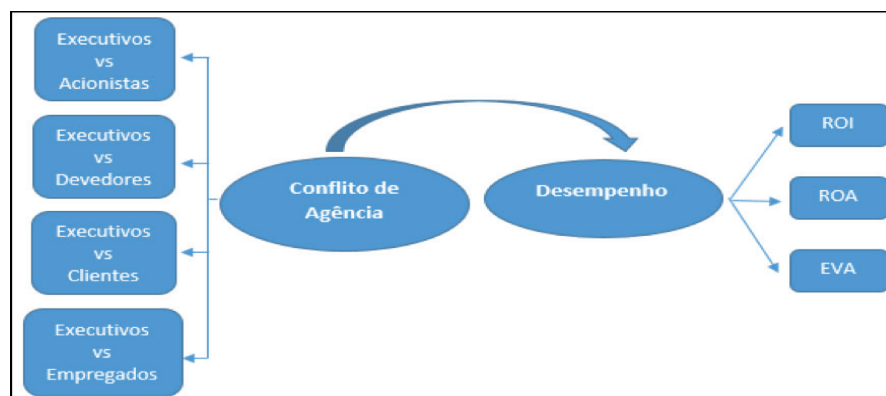 Executivos
vs
Acionistas
Executivos
vs
Devedores
Executivos
vs
Clientes
Executivos
vs
Empregados
Conflito de
Agência
Desempenho
ROI
ROA
EVA